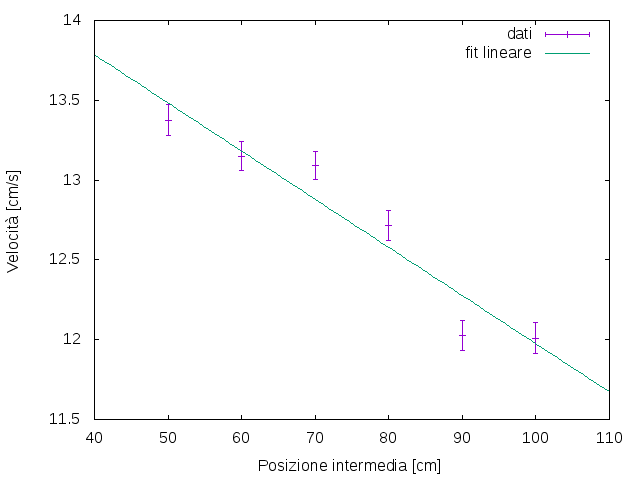 14
13.5
13
12.5
12
11.5
40 50 60 70 80 90 100 110
Velocità [cm/s]
Posizione intermedia [cm]
dati
fit lineare